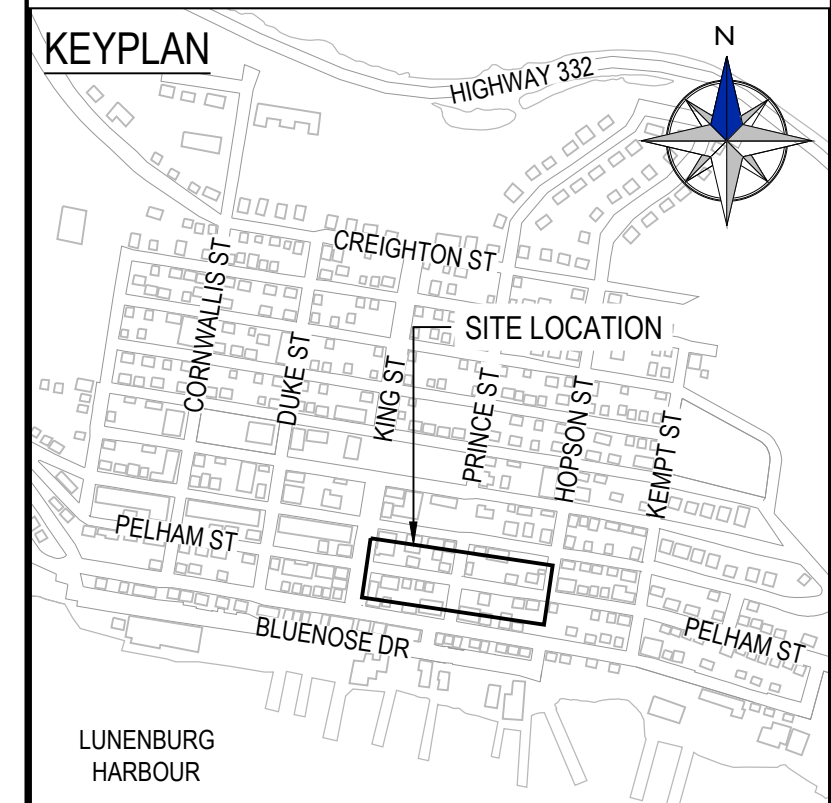 KEYPLAN
N
HIGHWAY 332
CREIGHTON ST
SITE LOCATION
CORNWALLIS ST
DUKE ST
KING ST
PRINCE ST
HOPSON ST
KEMPT ST
PELHAM ST
BLUENOSE DR
PELHAM ST
LUNENBURG
HARBOUR